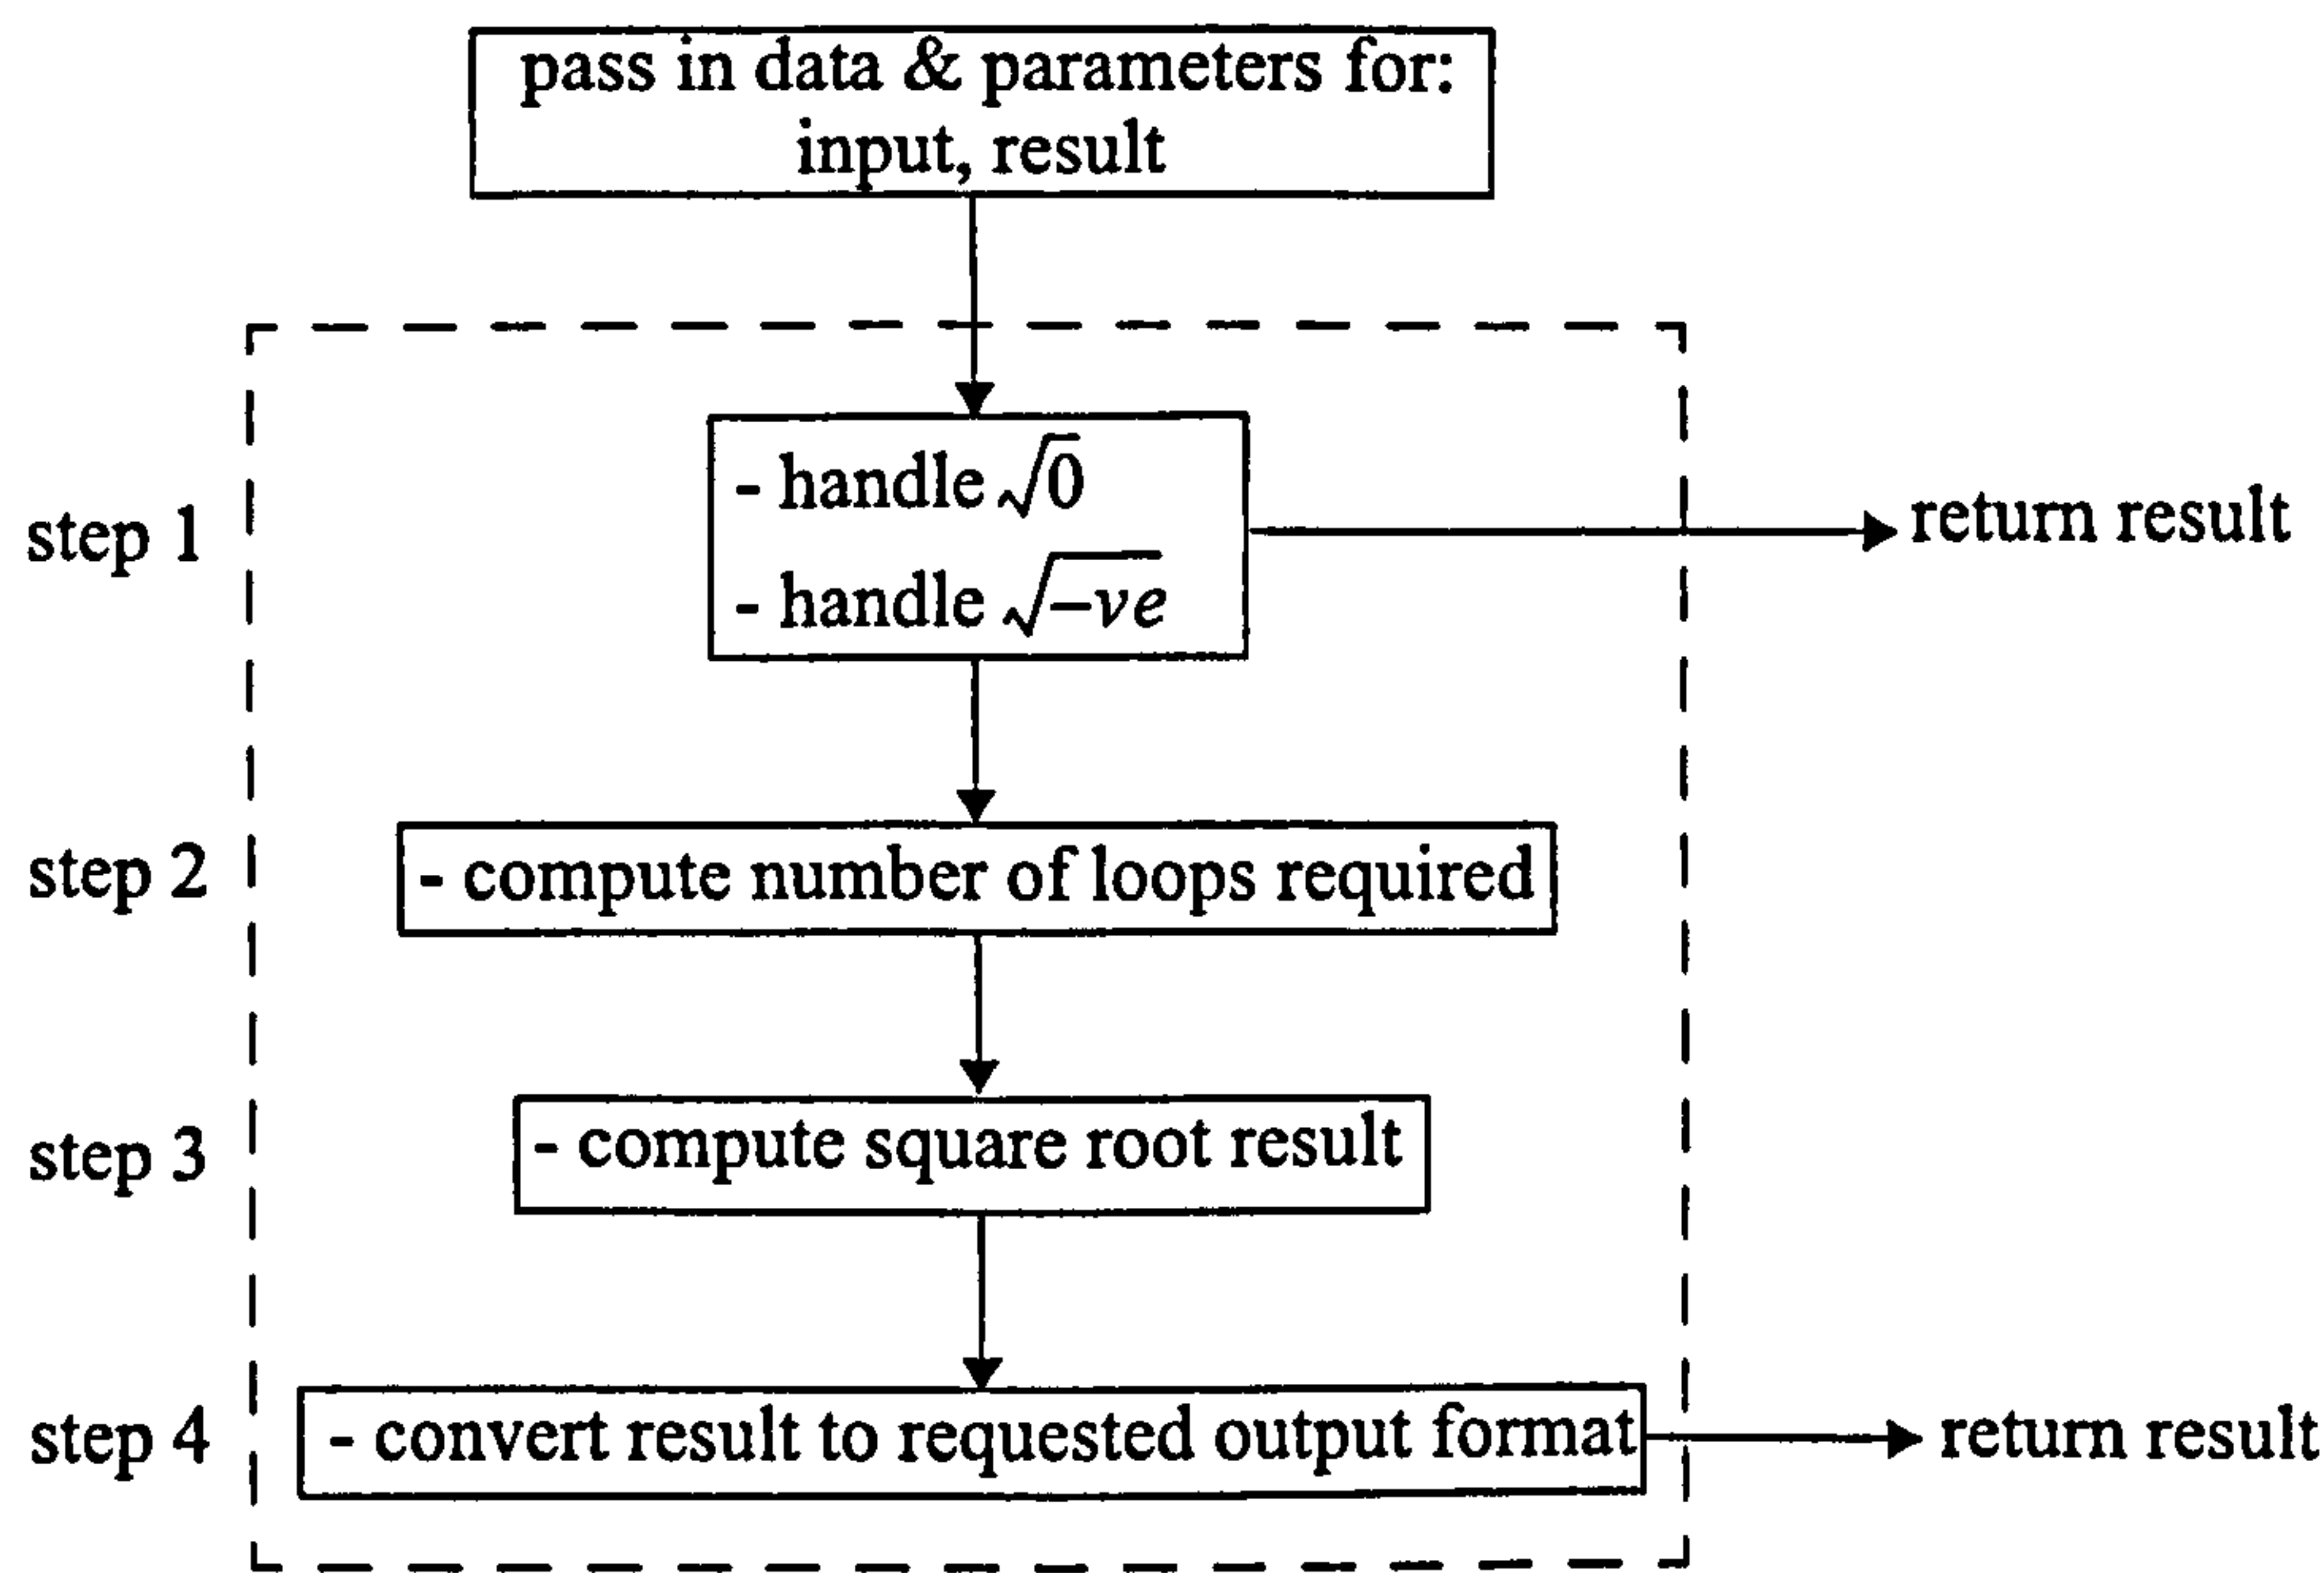 pass in data & parameters for:
input, result
- handle √0
step 1
return result
- handle √-ve
step 2
- compute number of loops required
step 3
- compute square root result
step 4
- convert result to requested output format
return result